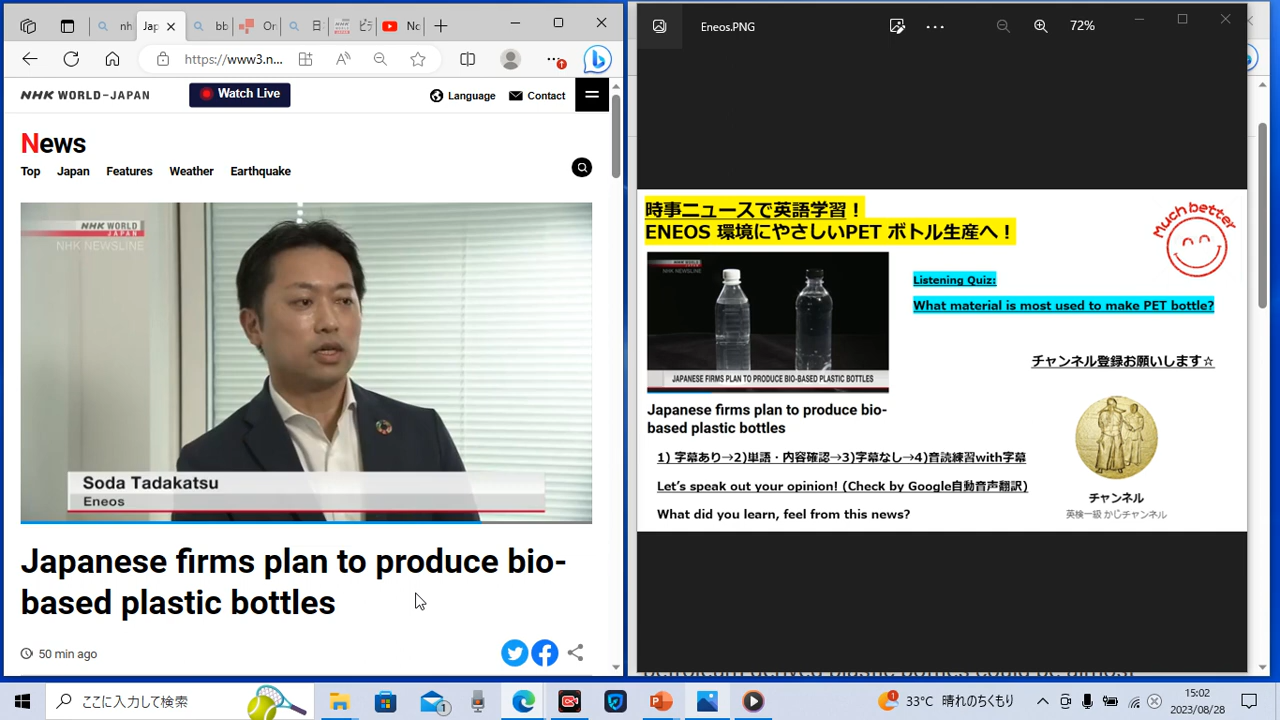 nh
Jap
bb
On
日
ピラ
No
https://www3.n...
NHK WORLD-JAPAN
Watch Live
Language
Contact
News
Top
Japan
Features
Weather
Earthquake
NHK WORLD
JAPAN
NHK NEWSLINE
Soda Tadakatsu
Eneos
Japanese firms plan to produce bio-
based plastic bottles
50 min ago
Eneos.PNG
72%
時事ニュースで英語学習！
ENEOS 環境にやさしいPET ボトル生産へ！
Much better
NHK WORLD
JAPAN
NHK NEWSLINE
JAPANESE FIRMS PLAN TO PRODUCE BIO-BASED PLASTIC BOTTLES
Listening Quiz:
What material is most used to make PET bottle?
チャンネル登録お願いします☆
Japanese firms plan to produce bio-
based plastic bottles
1) 字幕あり→2)単語・内容確認→3)字幕なし→4)音読練習with字幕
Let's speak out your opinion! (Check by Google自動音声翻訳)
What did you learn, feel from this news?
チャンネル
英検一級 かじチャンネル
ここに入力して検索
1
1
33°C 晴れのちくもり
15:02
2023/08/28